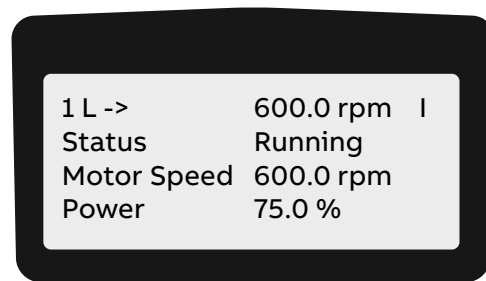 1 L -> 600.0 rpm I
Status Running
Motor Speed 600.0 rpm
Power 75.0 %